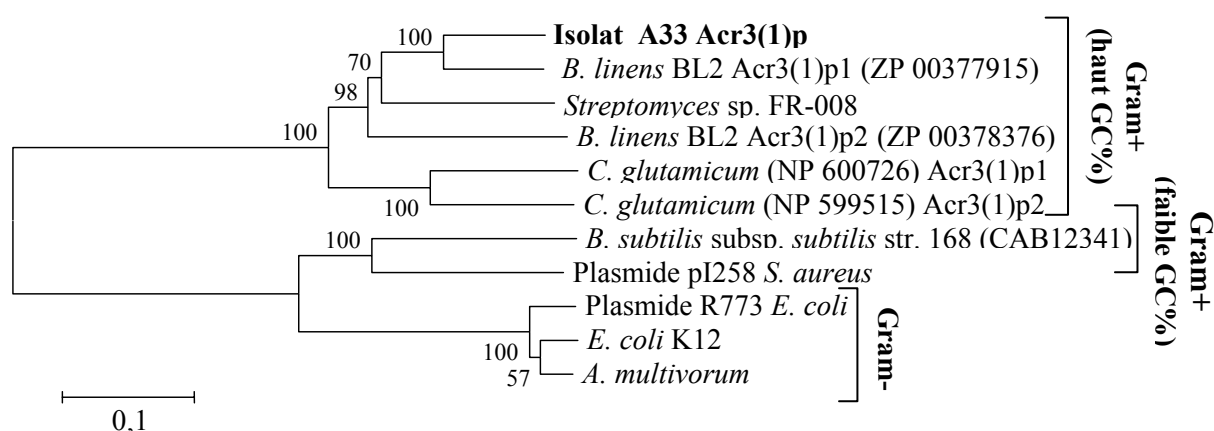 100
Isolat A33 Acr3(1)p
70
B. linens BL2 Acr3(1)p1 (ZP 00377915)
98
Streptomyces sp. FR-008
100
B. linens BL2 Acr3(1)p2 (ZP 00378376)
C. glutamicum (NP 600726) Acr3(1)p1
100
C. glutamicum (NP 599515) Acr3(1)p2
100
B. subtilis subsp. subtilis str. 168 (CAB12341)
Plasmide pI258 S. aureus
Plasmide R773 E. coli
100
E. coli K12
57
A. multivorum
0,1
Gram+
(haut GC%)
Gram+
(faible GC%)
Gram-